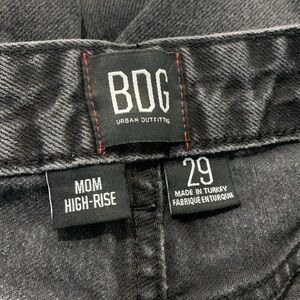 BDG
URBAN OUTFITTERS
MOM
HIGH-RISE
29
MADE IN TURKEY
FABRIQUÉ EN TURQUIE